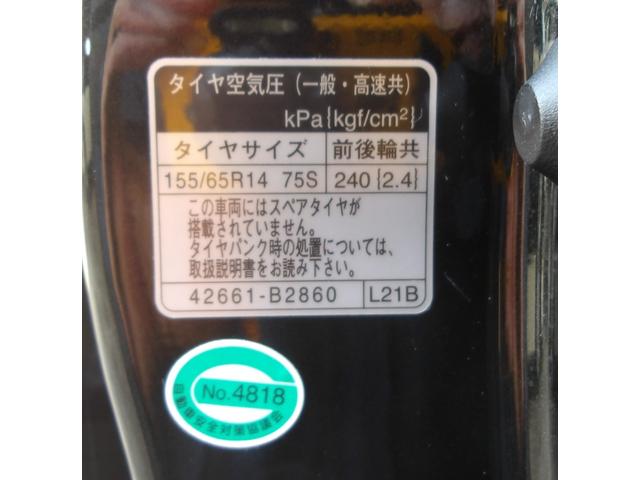 タイヤ空気圧（一般・高速共）
kPa{kgf/cm²}
タイヤサイズ 前後輪共
155/65R14 75S 240{2.4}
この車両にはスペアタイヤが
搭載されていません。
タイヤパンク時の処置については、
取扱説明書をお読み下さい。
42661-B2860 L21B
No.4818